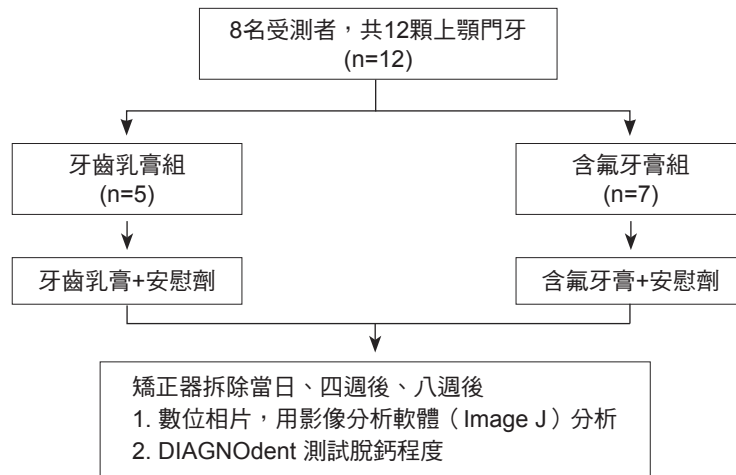 8名受測者，共12顆上顎門牙
(n=12)
牙齒乳膏組
(n=5)
含氟牙膏組
(n=7)
牙齒乳膏+安慰劑
含氟牙膏+安慰劑
矯正器拆除當日、四週後、八週後
1. 數位相片，用影像分析軟體（Image J）分析
2. DIAGNOdent 測試脫鈣程度